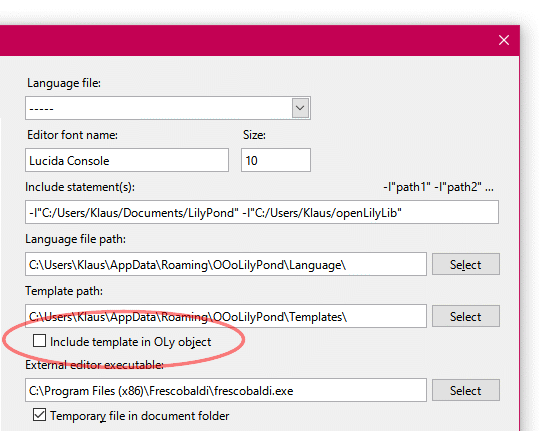 Language file:
-----
Editor font name: Size:
Lucida Console 10
Include statement(s): -I"path1" -I"path2" ...
-I"C:/Users/Klaus/Documents/LilyPond" -I"C:/Users/Klaus/openLilyLib"
Language file path:
C:\Users\Klaus\AppData\Roaming\OOoLilyPond\Language\ Select
Template path:
C:\Users\Klaus\AppData\Roaming\OOoLilyPond\Templates\ Select
Include template in OLy object
External editor executable:
C:\Program Files (x86)\Frescobaldi\frescobaldi.exe Select
Temporary file in document folder